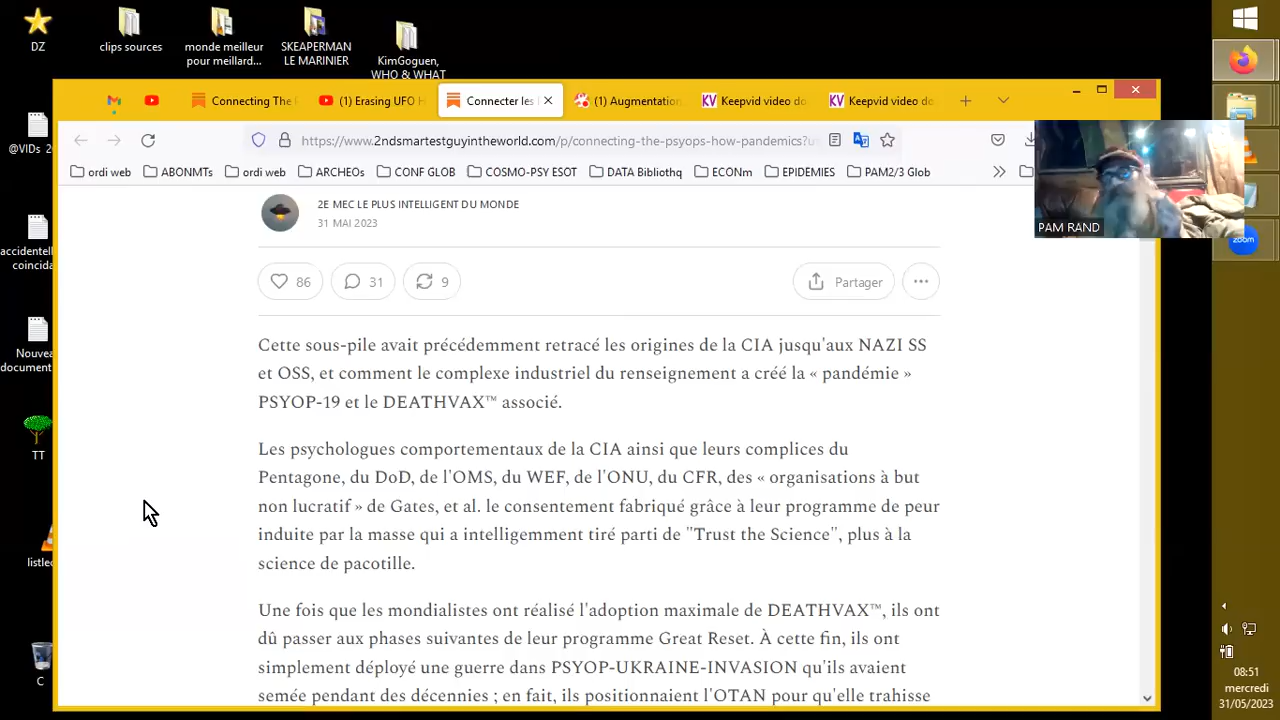 DZ
clips sources
monde meilleur
pour meillard...
SKEAPERMAN
LE MARINIER
KimGoguen,
WHO & WHAT
Connecting The
(1) Erasing UFO
Connecter les
(1) Augmentation
Keepvid video do
Keepvid video do
https://www.2ndsmartestguyintheworld.com/p/connecting-the-psyops-how-pandemics?u
ordi web
ABONMTs
ordi web
ARCHEOs
CONF GLOB
COSMO-PSY ESOT
DATA Bibliothq
ECONm
EPIDEMIES
PAM2/3 Glob
PAM RAND
zoom
@VIDs
accidentel
coincida
Nouvea
document
TT
listlec
C
2E MEC LE PLUS INTELLIGENT DU MONDE
31 MAI 2023
86
31
9
Partager
Cette sous-pile avait précédemment retracé les origines de la CIA jusqu'aux NAZI SS
et OSS, et comment le complexe industriel du renseignement a créé la « pandémie »
PSYOP-19 et le DEATHVAX™ associé.
Les psychologues comportementaux de la CIA ainsi que leurs complices du
Pentagone, du DoD, de l'OMS, du WEF, de l'ONU, du CFR, des « organisations à but
non lucratif » de Gates, et al. le consentement fabriqué grâce à leur programme de peur
induite par la masse qui a intelligemment tiré parti de "Trust the Science", plus à la
science de pacotille.
Une fois que les mondialistes ont réalisé l'adoption maximale de DEATHVAX™, ils ont
dû passer aux phases suivantes de leur programme Great Reset. À cette fin, ils ont
simplement déployé une guerre dans PSYOP-UKRAINE-INVASION qu'ils avaient
semée pendant des décennies ; en fait, ils positionnaient l'OTAN pour qu'elle trahisse
08:51
mercredi
31/05/2023